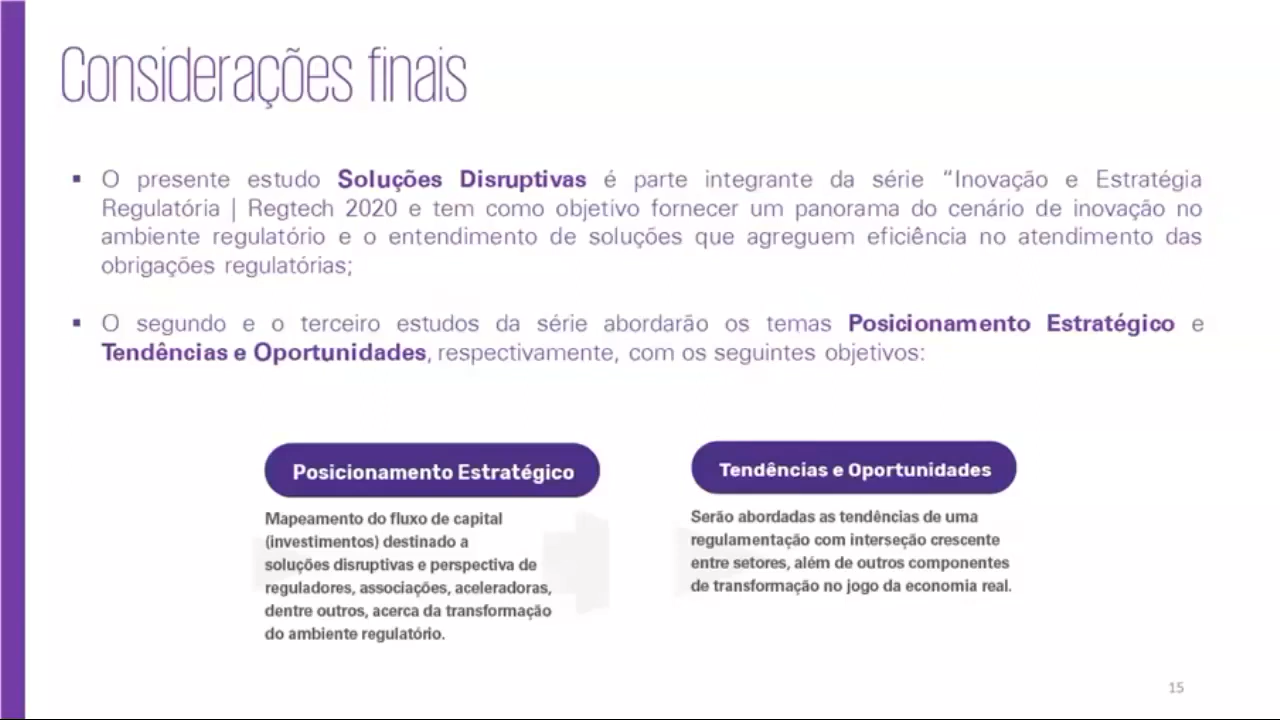 Considerações finais
▪ O presente estudo Soluções Disruptivas é parte integrante da série “Inovação e Estratégia
Regulatória | Regtech 2020 e tem como objetivo fornecer um panorama do cenário de inovação no
ambiente regulatório e o entendimento de soluções que agreguem eficiência no atendimento das
obrigações regulatórias;
▪ O segundo e o terceiro estudos da série abordarão os temas Posicionamento Estratégico e
Tendências e Oportunidades, respectivamente, com os seguintes objetivos:
Posicionamento Estratégico
Mapeamento do fluxo de capital
(investimentos) destinado a
soluções disruptivas e perspectiva de
reguladores, associações, aceleradoras,
dentre outros, acerca da transformação
do ambiente regulatório.
Tendências e Oportunidades
Serão abordadas as tendências de uma
regulamentação com interseção crescente
entre setores, além de outros componentes
de transformação no jogo da economia real.
15